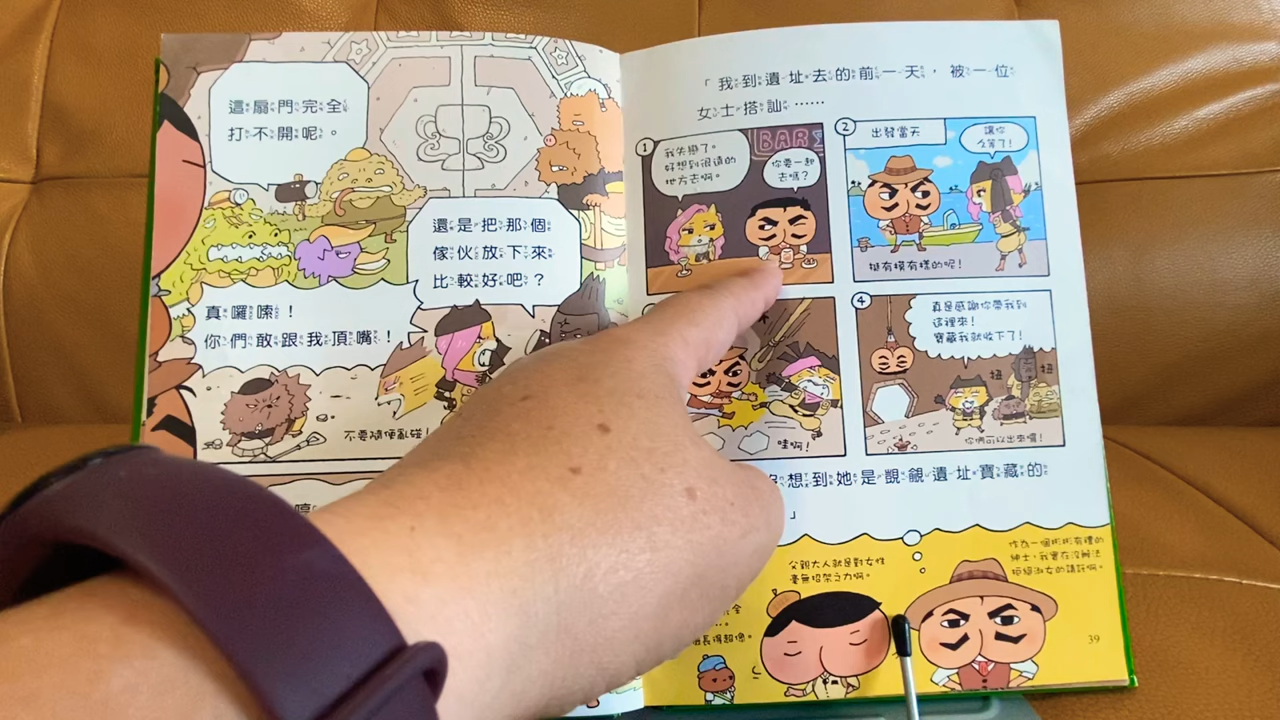 這扇門完全
打不開呢。
還是把那個
傢伙放下來
比較好吧？
真囉嗦！
你們敢跟我頂嘴！
不要隨便亂碰！
「我到遺址去的前一天，被一位
女士搭訕……
1
BAR
我失戀了。
好想到很遠的
地方去啊。
你要一起
去嗎？
2
出發當天
讓你
久等了！
挺有模有樣的呢！
哇啊！
4
真是感謝你帶我到
這裡來！
寶藏我就收下了！
扭
扭
你們可以出來囉！
想到她是覬覦遺址寶藏的
」
父親大人就是對女性
毫無招架之力啊。
作為一個彬彬有禮的
紳士，我實在沒辦法
拒絕淑女的請託啊。
長得超像。
39